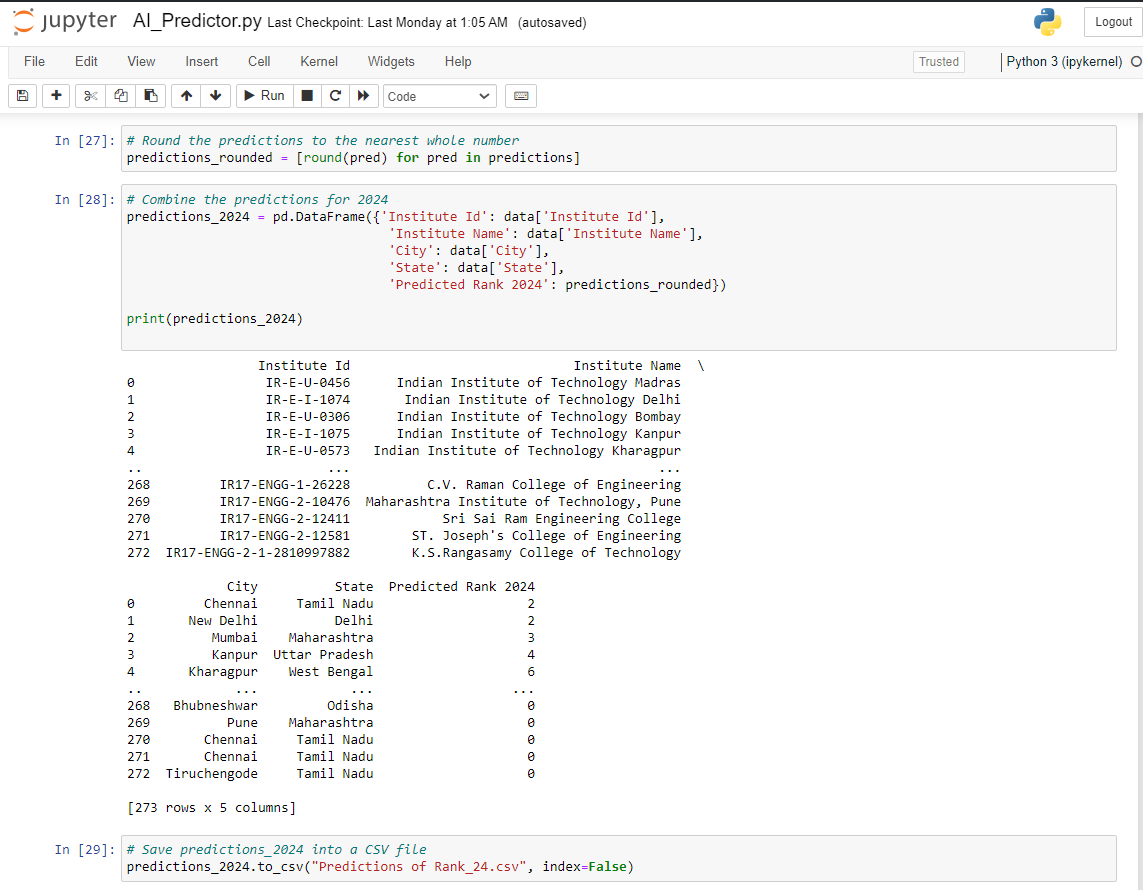 jupyter AI_Predictor.py Last Checkpoint: Last Monday at 1:05 AM (autosaved) Logout
File Edit View Insert Cell Kernel Widgets Help Trusted Python 3 (ipykernel)
Run Code
In [27]: # Round the predictions to the nearest whole number
predictions_rounded = [round(pred) for pred in predictions]
In [28]: # Combine the predictions for 2024
predictions_2024 = pd.DataFrame({'Institute Id': data['Institute Id'],
'Institute Name': data['Institute Name'],
'City': data['City'],
'State': data['State'],
'Predicted Rank 2024': predictions_rounded})
print(predictions_2024)
Institute Id Institute Name \
0 IR-E-U-0456 Indian Institute of Technology Madras
1 IR-E-I-1074 Indian Institute of Technology Delhi
2 IR-E-U-0306 Indian Institute of Technology Bombay
3 IR-E-I-1075 Indian Institute of Technology Kanpur
4 IR-E-U-0573 Indian Institute of Technology Kharagpur
.. ... ...
268 IR17-ENGG-1-26228 C.V. Raman College of Engineering
269 IR17-ENGG-2-10476 Maharashtra Institute of Technology, Pune
270 IR17-ENGG-2-12411 Sri Sai Ram Engineering College
271 IR17-ENGG-2-12581 ST. Joseph's College of Engineering
272 IR17-ENGG-2-1-2810997882 K.S.Rangasamy College of Technology
City State Predicted Rank 2024
0 Chennai Tamil Nadu 2
1 New Delhi Delhi 2
2 Mumbai Maharashtra 3
3 Kanpur Uttar Pradesh 4
4 Kharagpur West Bengal 6
.. ... ... ...
268 Bhubneshwar Odisha 0
269 Pune Maharashtra 0
270 Chennai Tamil Nadu 0
271 Chennai Tamil Nadu 0
272 Tiruchengode Tamil Nadu 0
[273 rows x 5 columns]
In [29]: # Save predictions_2024 into a CSV file
predictions_2024.to_csv("Predictions of Rank_24.csv", index=False)